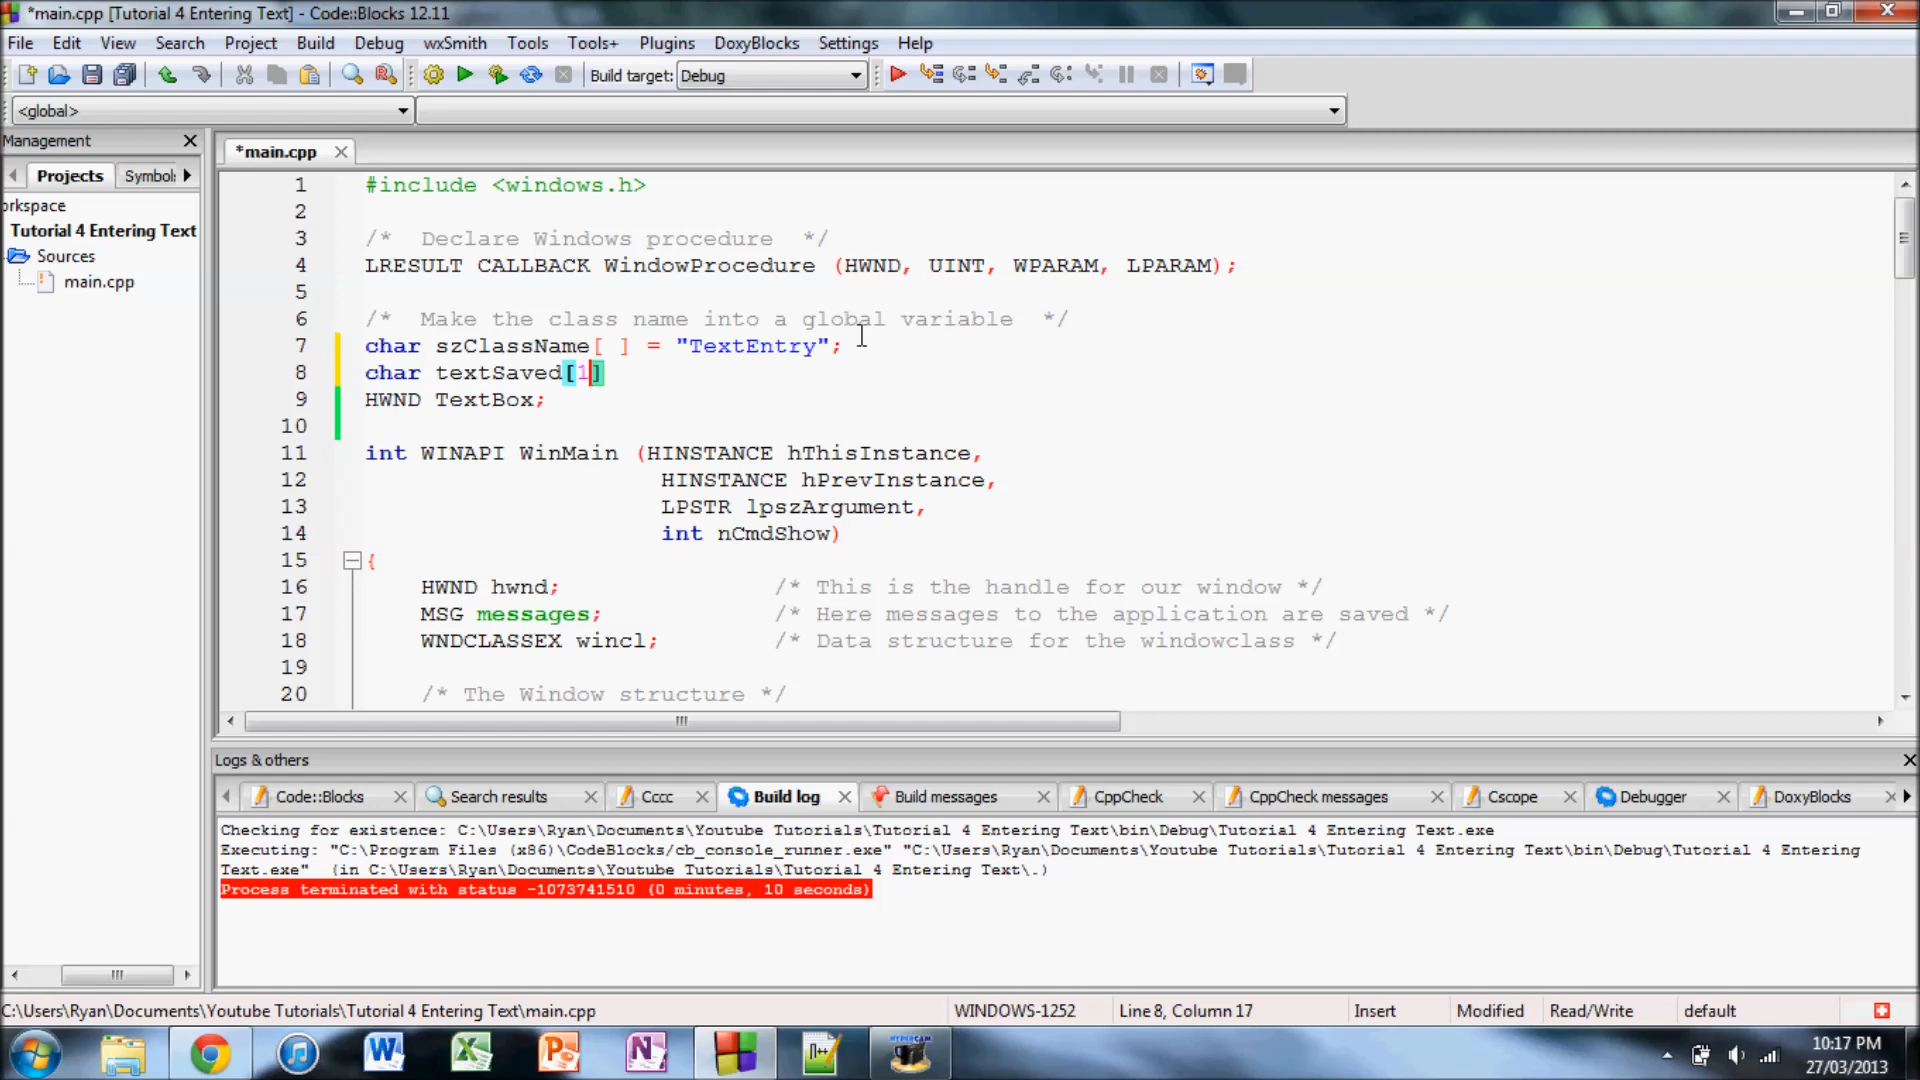 *main.cpp [Tutorial 4 Entering Text] - Code::Blocks 12.11
File Edit View Search Project Build Debug wxSmith Tools Tools+ Plugins DoxyBlocks Settings Help
Build target: Debug
<global>
Management
*main.cpp
Projects Symbol
orkspace
Tutorial 4 Entering Text
Sources
main.cpp
1 #include <windows.h>
2
3 /*  Declare Windows procedure  */
4 LRESULT CALLBACK WindowProcedure (HWND, UINT, WPARAM, LPARAM);
5
6 /*  Make the class name into a global variable  */
7 char szClassName[ ] = "TextEntry";
8 char textSaved[1]
9 HWND TextBox;
10
11 int WINAPI WinMain (HINSTANCE hThisInstance,
12 HINSTANCE hPrevInstance,
13 LPSTR lpszArgument,
14 int nCmdShow)
15 {
16 HWND hwnd; /* This is the handle for our window */
17 MSG messages; /* Here messages to the application are saved */
18 WNDCLASSEX wincl; /* Data structure for the windowclass */
19
20 /* The Window structure */
Logs & others
Code::Blocks Search results Cccc Build log Build messages CppCheck CppCheck messages Cscope Debugger DoxyBlocks
Checking for existence: C:\Users\Ryan\Documents\Youtube Tutorials\Tutorial 4 Entering Text\bin\Debug\Tutorial 4 Entering Text.exe
Executing: "C:\Program Files (x86)\CodeBlocks/cb_console_runner.exe" "C:\Users\Ryan\Documents\Youtube Tutorials\Tutorial 4 Entering Text\bin\Debug\Tutorial 4 Entering
Text.exe"  (in C:\Users\Ryan\Documents\Youtube Tutorials\Tutorial 4 Entering Text\.)
Process terminated with status -1073741510 (0 minutes, 10 seconds)
C:\Users\Ryan\Documents\Youtube Tutorials\Tutorial 4 Entering Text\main.cpp WINDOWS-1252 Line 8, Column 17 Insert Modified Read/Write default
10:17 PM
27/03/2013